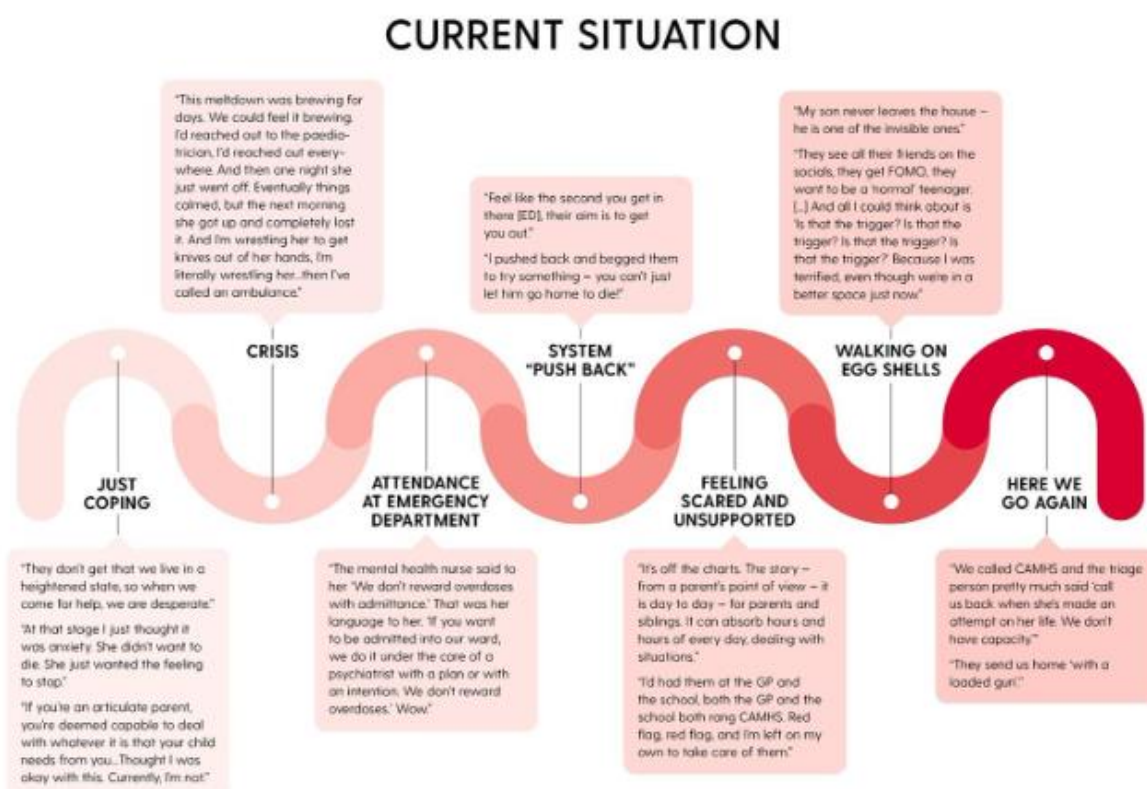 CURRENT SITUATION
"This meltdown was brewing for
days. We could feel it brewing.
I'd reached out to the paedia-
trician, I'd reached out every-
where. And then one night she
just went off. Eventually things
calmed, but the next morning
she got up and completely lost
it. And I'm wrestling her to get
knives out of her hands, I'm
literally wrestling her...then I've
called an ambulance."
CRISIS
"Feel like the second you get in
there [ED], their aim is to get
you out."
"I pushed back and begged them
to try something – you can't just
let him go home to die!"
SYSTEM
"PUSH BACK"
"My son never leaves the house –
he is one of the invisible ones."
"They see all their friends on the
socials, they get FOMO, they
want to be a 'normal' teenager.
[...] And all I could think about is
'Is that the trigger? Is that the
trigger? Is that the trigger? Is
that the trigger?' Because I was
terrified, even though we're in a
better space just now."
WALKING ON
EGG SHELLS
JUST
COPING
"They don't get that we live in a
heightened state, so when we
come for help, we are desperate."
"At that stage I just thought it
was anxiety. She didn't want to
die. She just wanted the feeling
to stop."
"If you're an articulate parent,
you're deemed capable to deal
with whatever it is that your child
needs from you...Thought I was
okay with this. Currently, I'm not."
ATTENDANCE
AT EMERGENCY
DEPARTMENT
"The mental health nurse said to
her 'We don't reward overdoses
with admittance.' That was her
language to her. 'If you want
to be admitted into our ward,
we do it under the care of a
psychiatrist with a plan or with
an intention. We don't reward
overdoses.' Wow."
FEELING
SCARED AND
UNSUPPORTED
"It's off the charts. The story –
from a parent's point of view – it
is day to day – for parents and
siblings. It can absorb hours and
hours of every day, dealing with
situations."
"I'd had them at the GP and
the school, both the GP and the
school both rang CAMHS. Red
flag, red flag, and I'm left on my
own to take care of them."
HERE WE
GO AGAIN
"We called CAMHS and the triage
person pretty much said 'call
us back when she's made an
attempt on her life. We don't
have capacity.'"
"They send us home 'with a
loaded gun'."